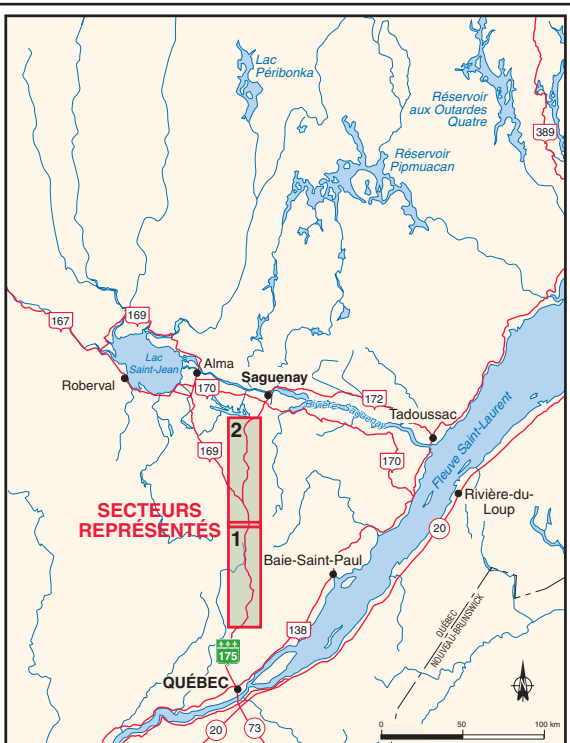 Lac
Péribonka
Réservoir
aux Outardes
Quatre
389
Réservoir
Pipmuacan
167
169
Lac
Saint-Jean
Alma
Roberval
170
Saguenay
172
Rivière Saguenay
Tadoussac
2
169
170
Fleuve Saint-Laurent
SECTEURS
REPRÉSENTÉS
1
Rivière-du-
Loup
20
Baie-Saint-Paul
138
QUÉBEC
NOUVEAU-BRUNSWICK
175
QUÉBEC
20
73
0
50
100 km